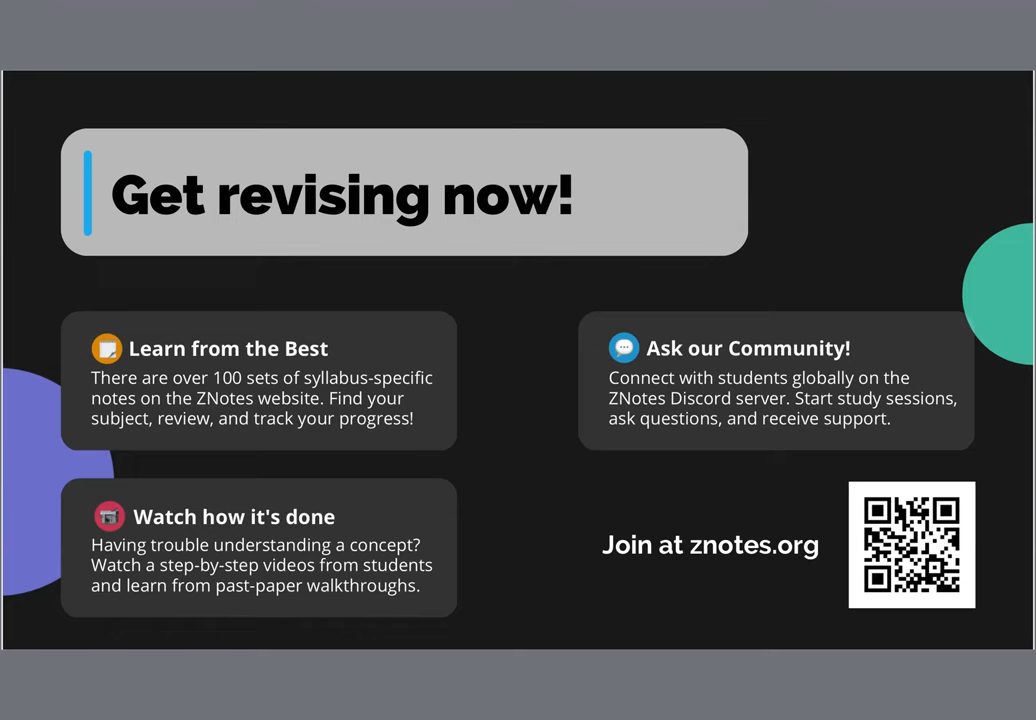 Get revising now!
Learn from the Best
There are over 100 sets of syllabus-specific
notes on the ZNotes website. Find your
subject, review, and track your progress!
Ask our Community!
Connect with students globally on the
ZNotes Discord server. Start study sessions,
ask questions, and receive support.
Watch how it's done
Having trouble understanding a concept?
Watch a step-by-step videos from students
and learn from past-paper walkthroughs.
Join at znotes.org